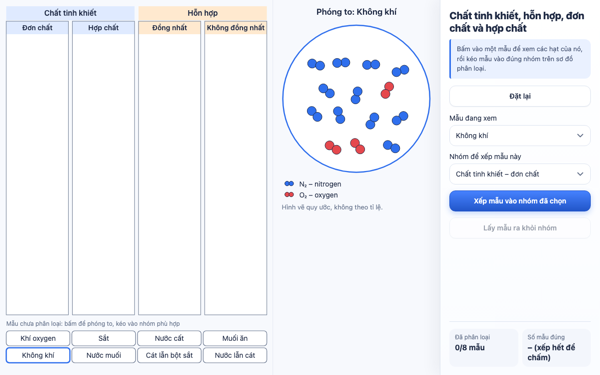 Chất tinh khiết
Hỗn hợp
Đơn chất
Hợp chất
Đồng nhất
Không đồng nhất
Mẫu chưa phân loại: bấm để phóng to, kéo vào nhóm phù hợp
Khí oxygen
Sắt
Nước cất
Muối ăn
Không khí
Nước muối
Cát lẫn bột sắt
Nước lẫn cát
Phóng to: Không khí
N₂ – nitrogen
O₂ – oxygen
Hình vẽ quy ước, không theo tỉ lệ.
Chất tinh khiết, hỗn hợp, đơn
chất và hợp chất
Bấm vào một mẫu để xem các hạt của nó,
rồi kéo mẫu vào đúng nhóm trên sơ đồ
phân loại.
Đặt lại
Mẫu đang xem
Không khí
Nhóm để xếp mẫu này
Chất tinh khiết – đơn chất
Xếp mẫu vào nhóm đã chọn
Lấy mẫu ra khỏi nhóm
Đã phân loại
0/8 mẫu
Số mẫu đúng
– (xếp hết để
chấm)